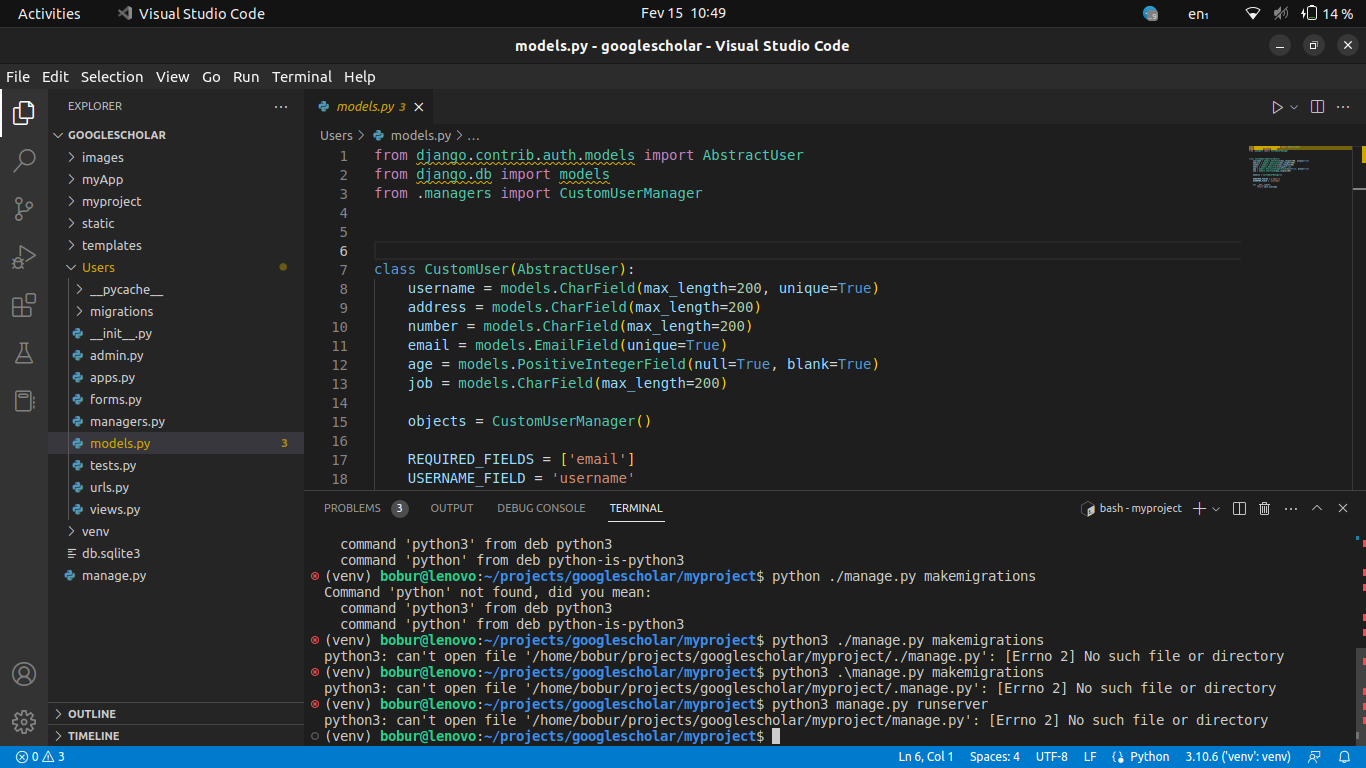 Activities
Visual Studio Code
Fev 15 10:49
en₁
14 %
models.py - googlescholar - Visual Studio Code
File Edit Selection View Go Run Terminal Help
EXPLORER
GOOGLESCHOLAR
images
myApp
myproject
static
templates
Users
__pycache__
migrations
__init__.py
admin.py
apps.py
forms.py
managers.py
models.py 3
tests.py
urls.py
views.py
venv
db.sqlite3
manage.py
OUTLINE
TIMELINE
models.py 3
Users > models.py > ...
1 from django.contrib.auth.models import AbstractUser
2 from django.db import models
3 from .managers import CustomUserManager
4
5
6
7 class CustomUser(AbstractUser):
8 username = models.CharField(max_length=200, unique=True)
9 address = models.CharField(max_length=200)
10 number = models.CharField(max_length=200)
11 email = models.EmailField(unique=True)
12 age = models.PositiveIntegerField(null=True, blank=True)
13 job = models.CharField(max_length=200)
14
15 objects = CustomUserManager()
16
17 REQUIRED_FIELDS = ['email']
18 USERNAME_FIELD = 'username'
PROBLEMS 3 OUTPUT DEBUG CONSOLE TERMINAL
bash - myproject
command 'python3' from deb python3
command 'python' from deb python-is-python3
(venv) bobur@lenovo:~/projects/googlescholar/myproject$ python ./manage.py makemigrations
Command 'python' not found, did you mean:
command 'python3' from deb python3
command 'python' from deb python-is-python3
(venv) bobur@lenovo:~/projects/googlescholar/myproject$ python3 ./manage.py makemigrations
python3: can't open file '/home/bobur/projects/googlescholar/myproject/./manage.py': [Errno 2] No such file or directory
(venv) bobur@lenovo:~/projects/googlescholar/myproject$ python3 .\manage.py makemigrations
python3: can't open file '/home/bobur/projects/googlescholar/myproject/.manage.py': [Errno 2] No such file or directory
(venv) bobur@lenovo:~/projects/googlescholar/myproject$ python3 manage.py runserver
python3: can't open file '/home/bobur/projects/googlescholar/myproject/manage.py': [Errno 2] No such file or directory
(venv) bobur@lenovo:~/projects/googlescholar/myproject$
0 3
Ln 6, Col 1 Spaces: 4 UTF-8 LF Python 3.10.6 ('venv': venv)